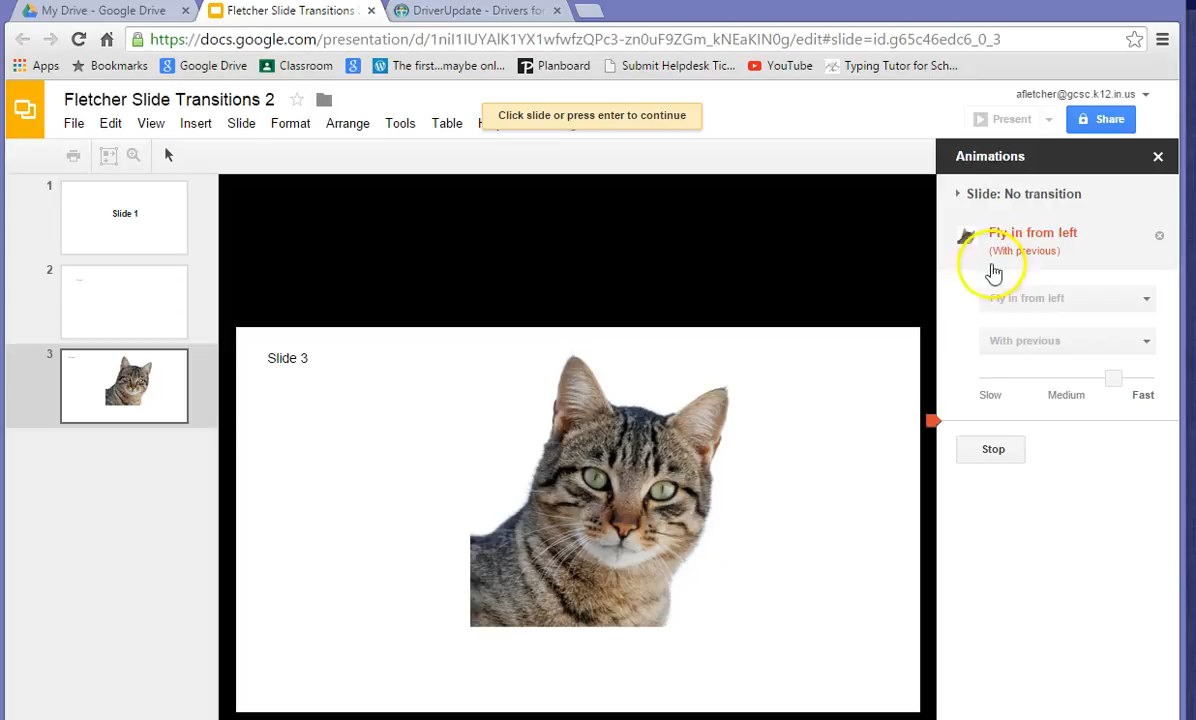 My Drive - Google Drive
Fletcher Slide Transitions
DriverUpdate - Drivers for
https://docs.google.com/presentation/d/1nil1IUYAlK1YX1wfwfzQPc3-zn0uF9ZGm_kNEaKIN0g/edit#slide=id.g65c46edc6_0_3
Apps Bookmarks Google Drive Classroom The first...maybe onl... Planboard Submit Helpdesk Tic... YouTube Typing Tutor for Sch...
Fletcher Slide Transitions 2
afletcher@gcsc.k12.in.us
Click slide or press enter to continue
Present
Share
File Edit View Insert Slide Format Arrange Tools Table
Animations
Slide: No transition
Fly in from left
(With previous)
Fly in from left
With previous
Slow Medium Fast
Stop
1
Slide 1
2
3
Slide 3